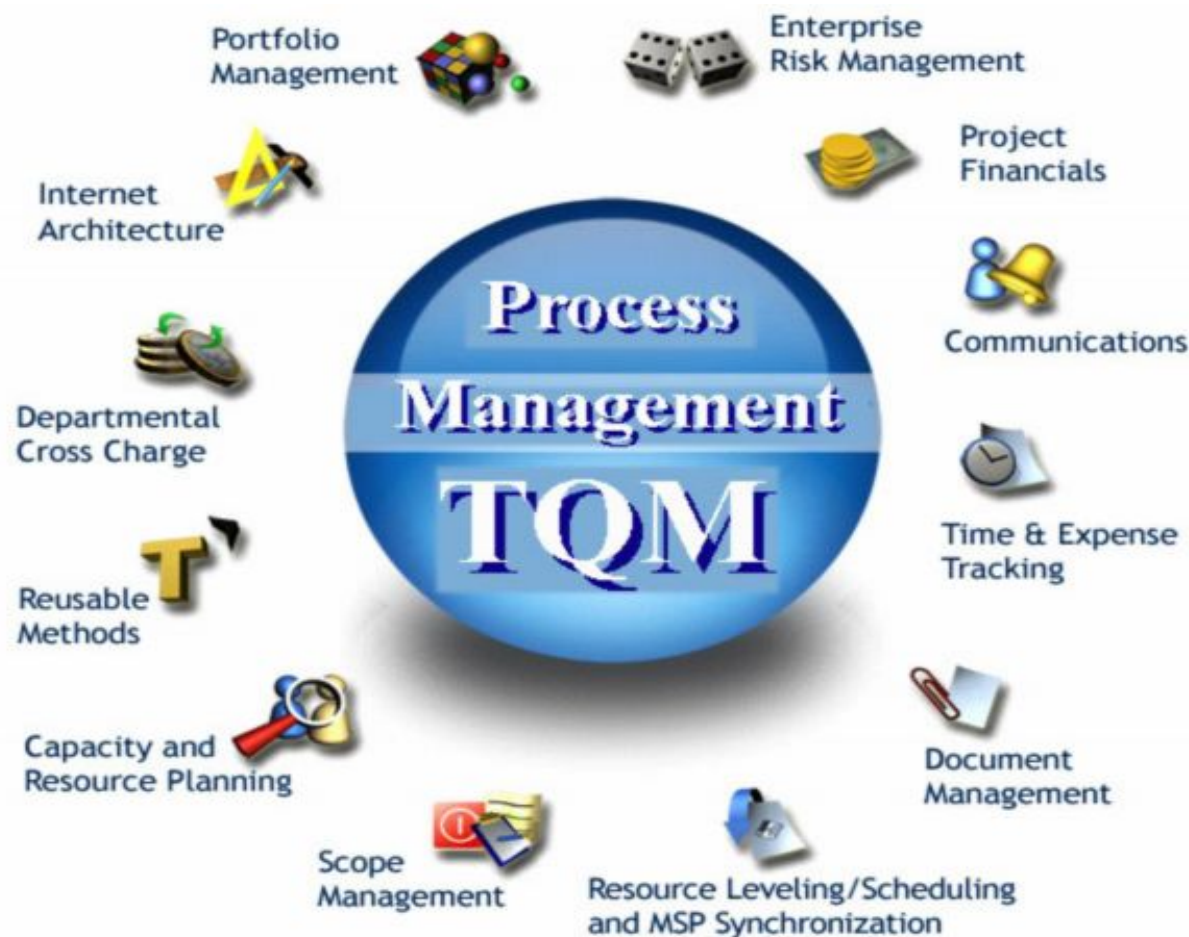 Portfolio
Management
Enterprise
Risk Management
Project
Financials
Internet
Architecture
Process
Management
TQM
Communications
Departmental
Cross Charge
Time & Expense
Tracking
Reusable
Methods
Capacity and
Resource Planning
Document
Management
Scope
Management
Resource Leveling/Scheduling
and MSP Synchronization